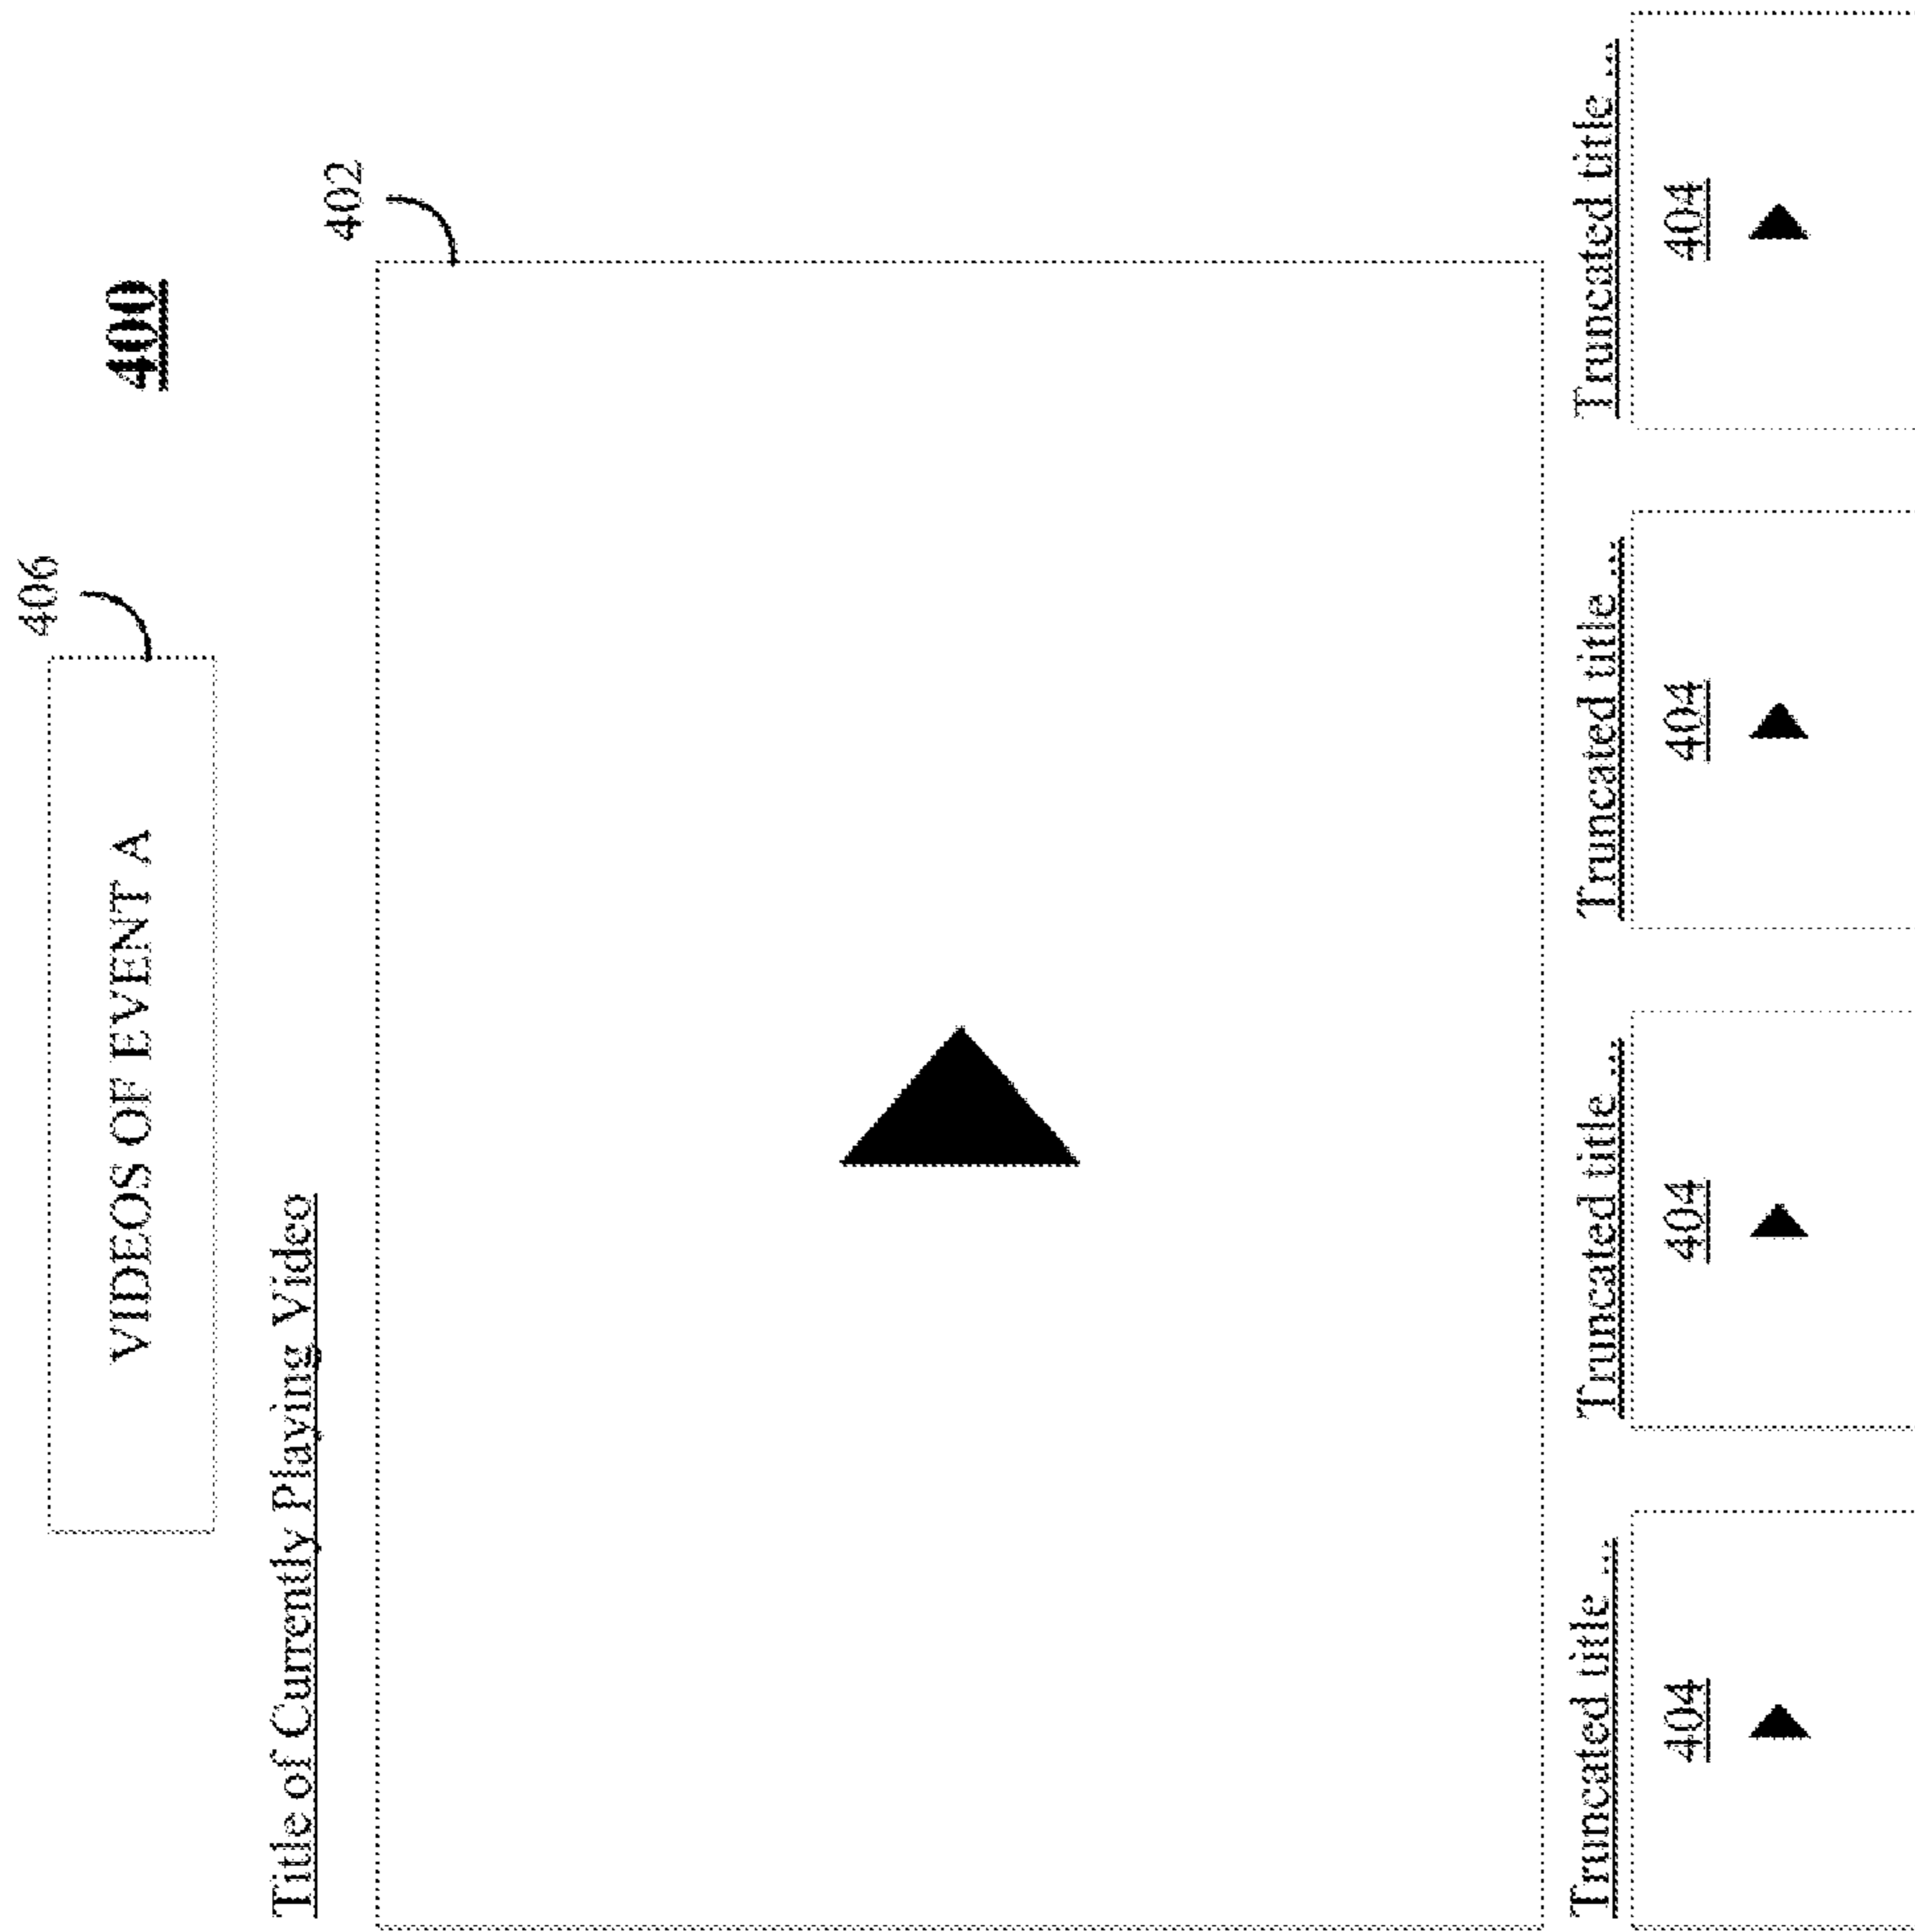 406
VIDEOS OF EVENT A
400
Title of Currently Playing Video
402
Truncated title ...
Truncated title ...
Truncated title ...
Truncated title ...
404
404
404
404